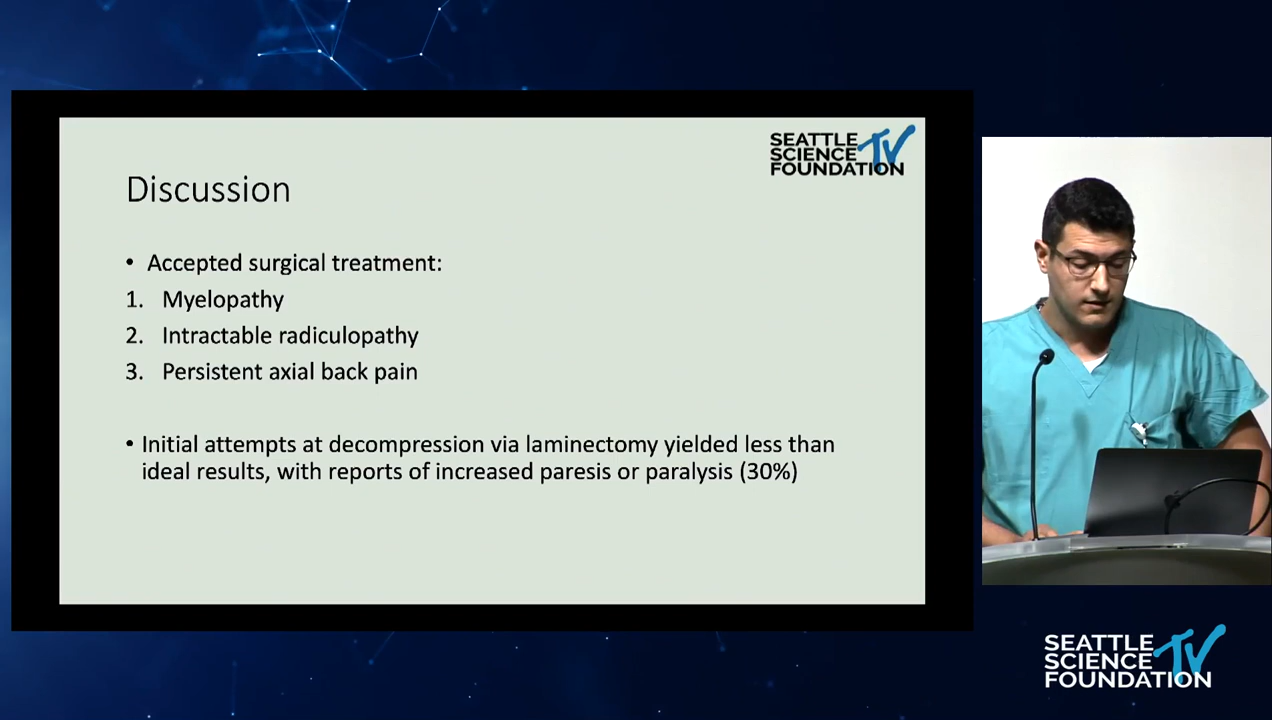 SEATTLE
SCIENCE TV
FOUNDATION
Discussion
• Accepted surgical treatment:
1. Myelopathy
2. Intractable radiculopathy
3. Persistent axial back pain
• Initial attempts at decompression via laminectomy yielded less than
ideal results, with reports of increased paresis or paralysis (30%)
SEATTLE
SCIENCE TV
FOUNDATION